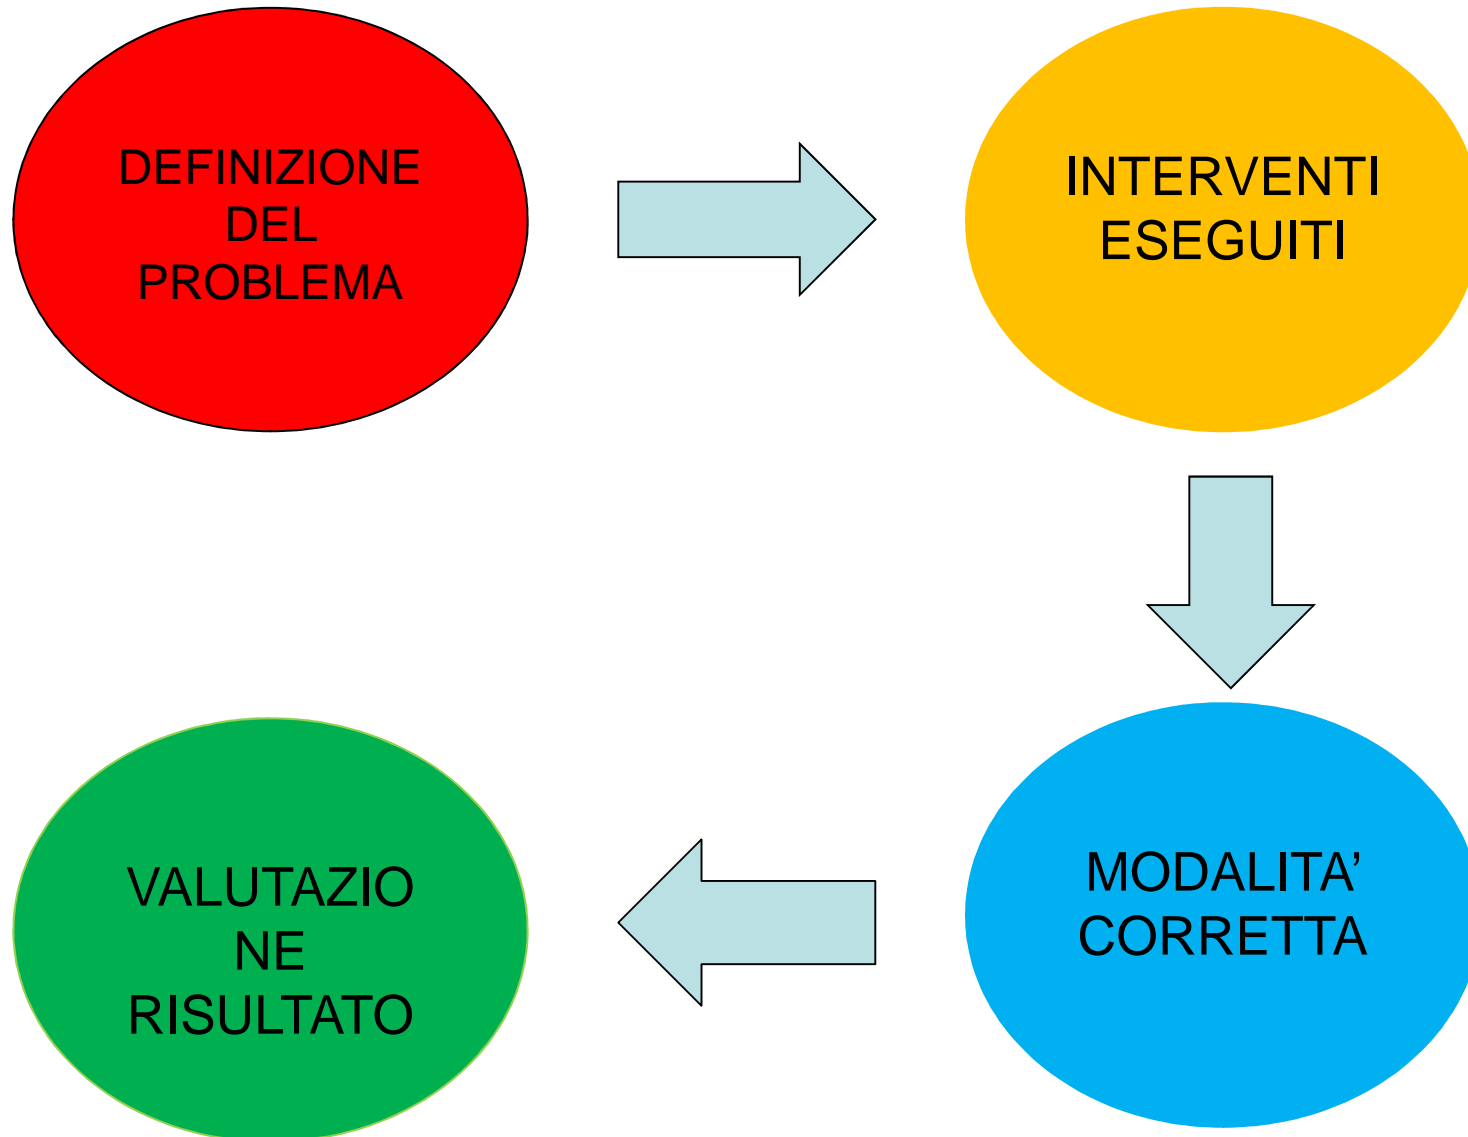 DEFINIZIONE
DEL
PROBLEMA
INTERVENTI
ESEGUITI
MODALITA’
CORRETTA
VALUTAZIO
NE
RISULTATO